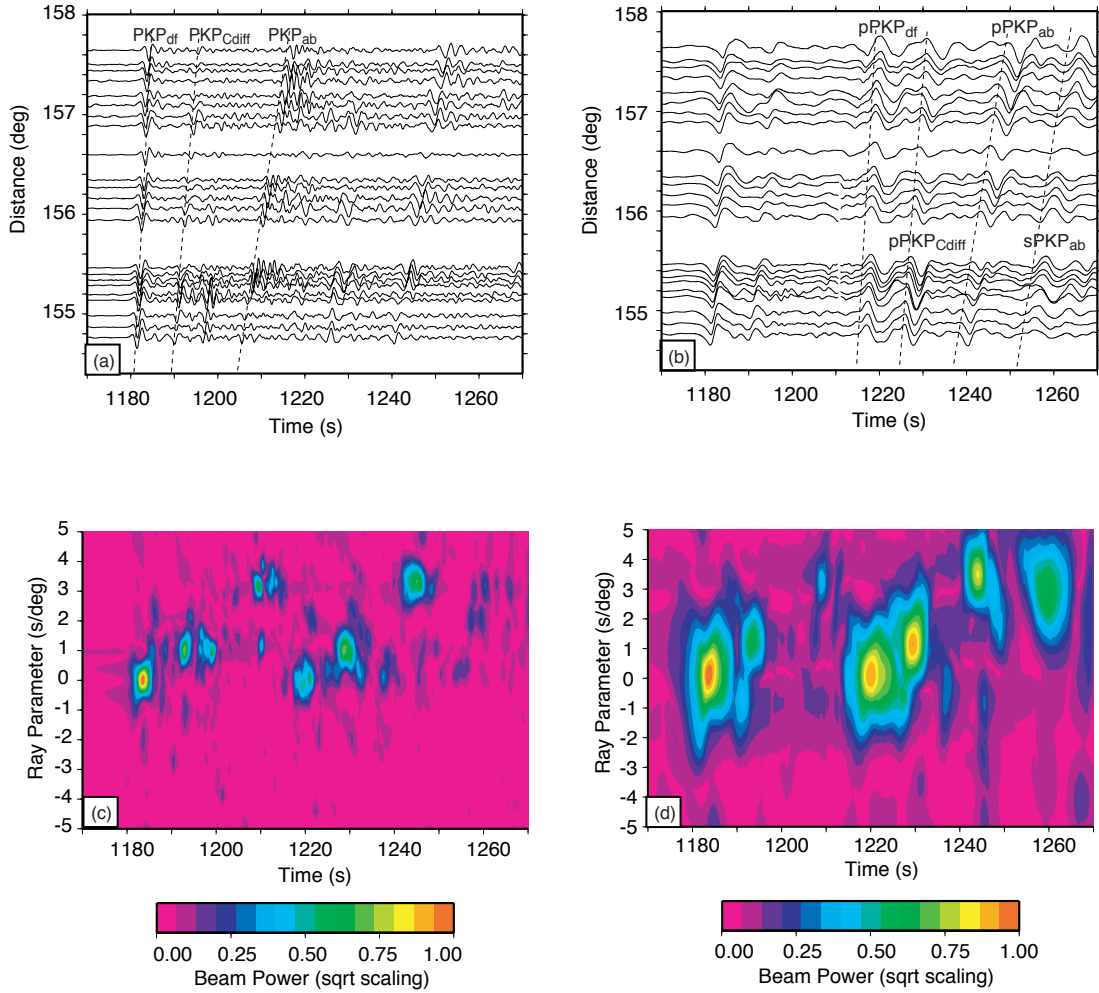 158
157
156
155
Distance (deg)
PKPdf
PKPCdiff
PKPab
(a)
1180
1200
1220
1240
1260
Time (s)
158
157
156
155
Distance (deg)
pPKPdf
pPKPab
pPKPCdiff
sPKPab
(b)
1180
1200
1220
1240
1260
Time (s)
5
4
3
2
1
0
-1
-2
-3
-4
-5
Ray Parameter (s/deg)
(c)
1180
1200
1220
1240
1260
Time (s)
0.00
0.25
0.50
0.75
1.00
Beam Power (sqrt scaling)
5
4
3
2
1
0
-1
-2
-3
-4
-5
Ray Parameter (s/deg)
(d)
1180
1200
1220
1240
1260
Time (s)
0.00
0.25
0.50
0.75
1.00
Beam Power (sqrt scaling)